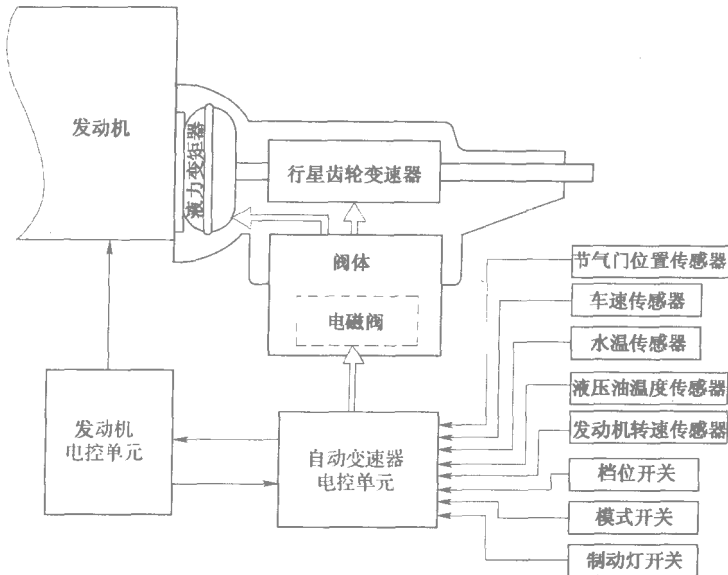 发动机
液力变矩器
行星齿轮变速器
阀体
电磁阀
节气门位置传感器
车速传感器
水温传感器
液压油温度传感器
发动机转速传感器
档位开关
模式开关
制动灯开关
发动机
电控单元
自动变速器
电控单元